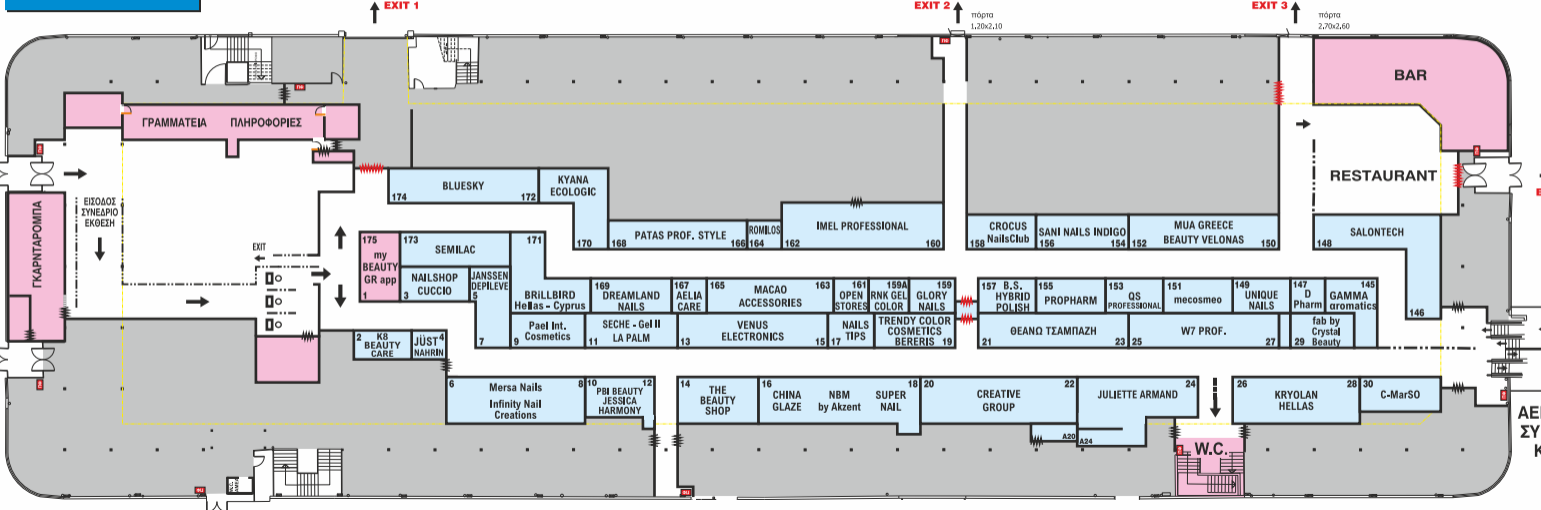 EXIT 1
EXIT 2
πόρτα
1.20x2.10
EXIT 3
πόρτα
2.70x2.60
BAR
ΓΡΑΜΜΑΤΕΙΑ ΠΛΗΡΟΦΟΡΙΕΣ
RESTAURANT
ΓΚΑΡΝΤΑΡΟΜΠΑ
ΕΙΣΟΔΟΣ
ΣΥΝΕΔΡΙΟ
ΕΚΘΕΣΗ
EXIT
BLUESKY
174 172
KYANA
ECOLOGIC
170
PATAS PROF. STYLE
168 166
ROMILOS
164
IMEL PROFESSIONAL
162 160
CROCUS
NailsClub
158
SANI NAILS INDIGO
156 154
MUA GREECE
BEAUTY VELONAS
152 150
SALONTECH
148
146
175
my
BEAUTY
GR app
1
173
SEMILAC
NAILSHOP
CUCCIO
3
JANSSEN
DEPILEVE
5
171
BRiLLBIRD
Hellas - Cyprus
7
169
DREAMLAND
NAILS
167
AELIA
CARE
165 163
MACAO
ACCESSORIES
161
OPEN
STORES
159A
RNK GEL
COLOR
159
GLORY
NAILS
157 B.S.
HYBRID
POLISH
155
PROPHARM
153
QS
PROFESSIONAL
151
mecosmeo
149
UNIQUE
NAILS
147
D
Pharm
145
GAMMA
aromatics
Pael Int.
Cosmetics
9
SECHE - Gel II
LA PALM
11
VENUS
ELECTRONICS
13 15
NAILS
TIPS
17
TRENDY COLOR
COSMETICS
BERERIS 19
ΘΕΑΝΩ ΤΣΑΜΠΑΖΗ
21 23
W7 PROF.
25 27
fab by
Crystal
Beauty
29
2 K8
BEAUTY
CARE
JÜST 4
NAHRIN
6 8
Mersa Nails
Infinity Nail
Creations
10 12
PBI BEAUTY
JESSICA
HARMONY
14
THE
BEAUTY
SHOP
16 18
CHINA
GLAZE
NBM
by Akzent
SUPER
NAIL
20 22
CREATIVE
GROUP
A20
24
JULIETTE ARMAND
A24
W.C.
26 28
KRYOLAN
HELLAS
30
C-MarSO